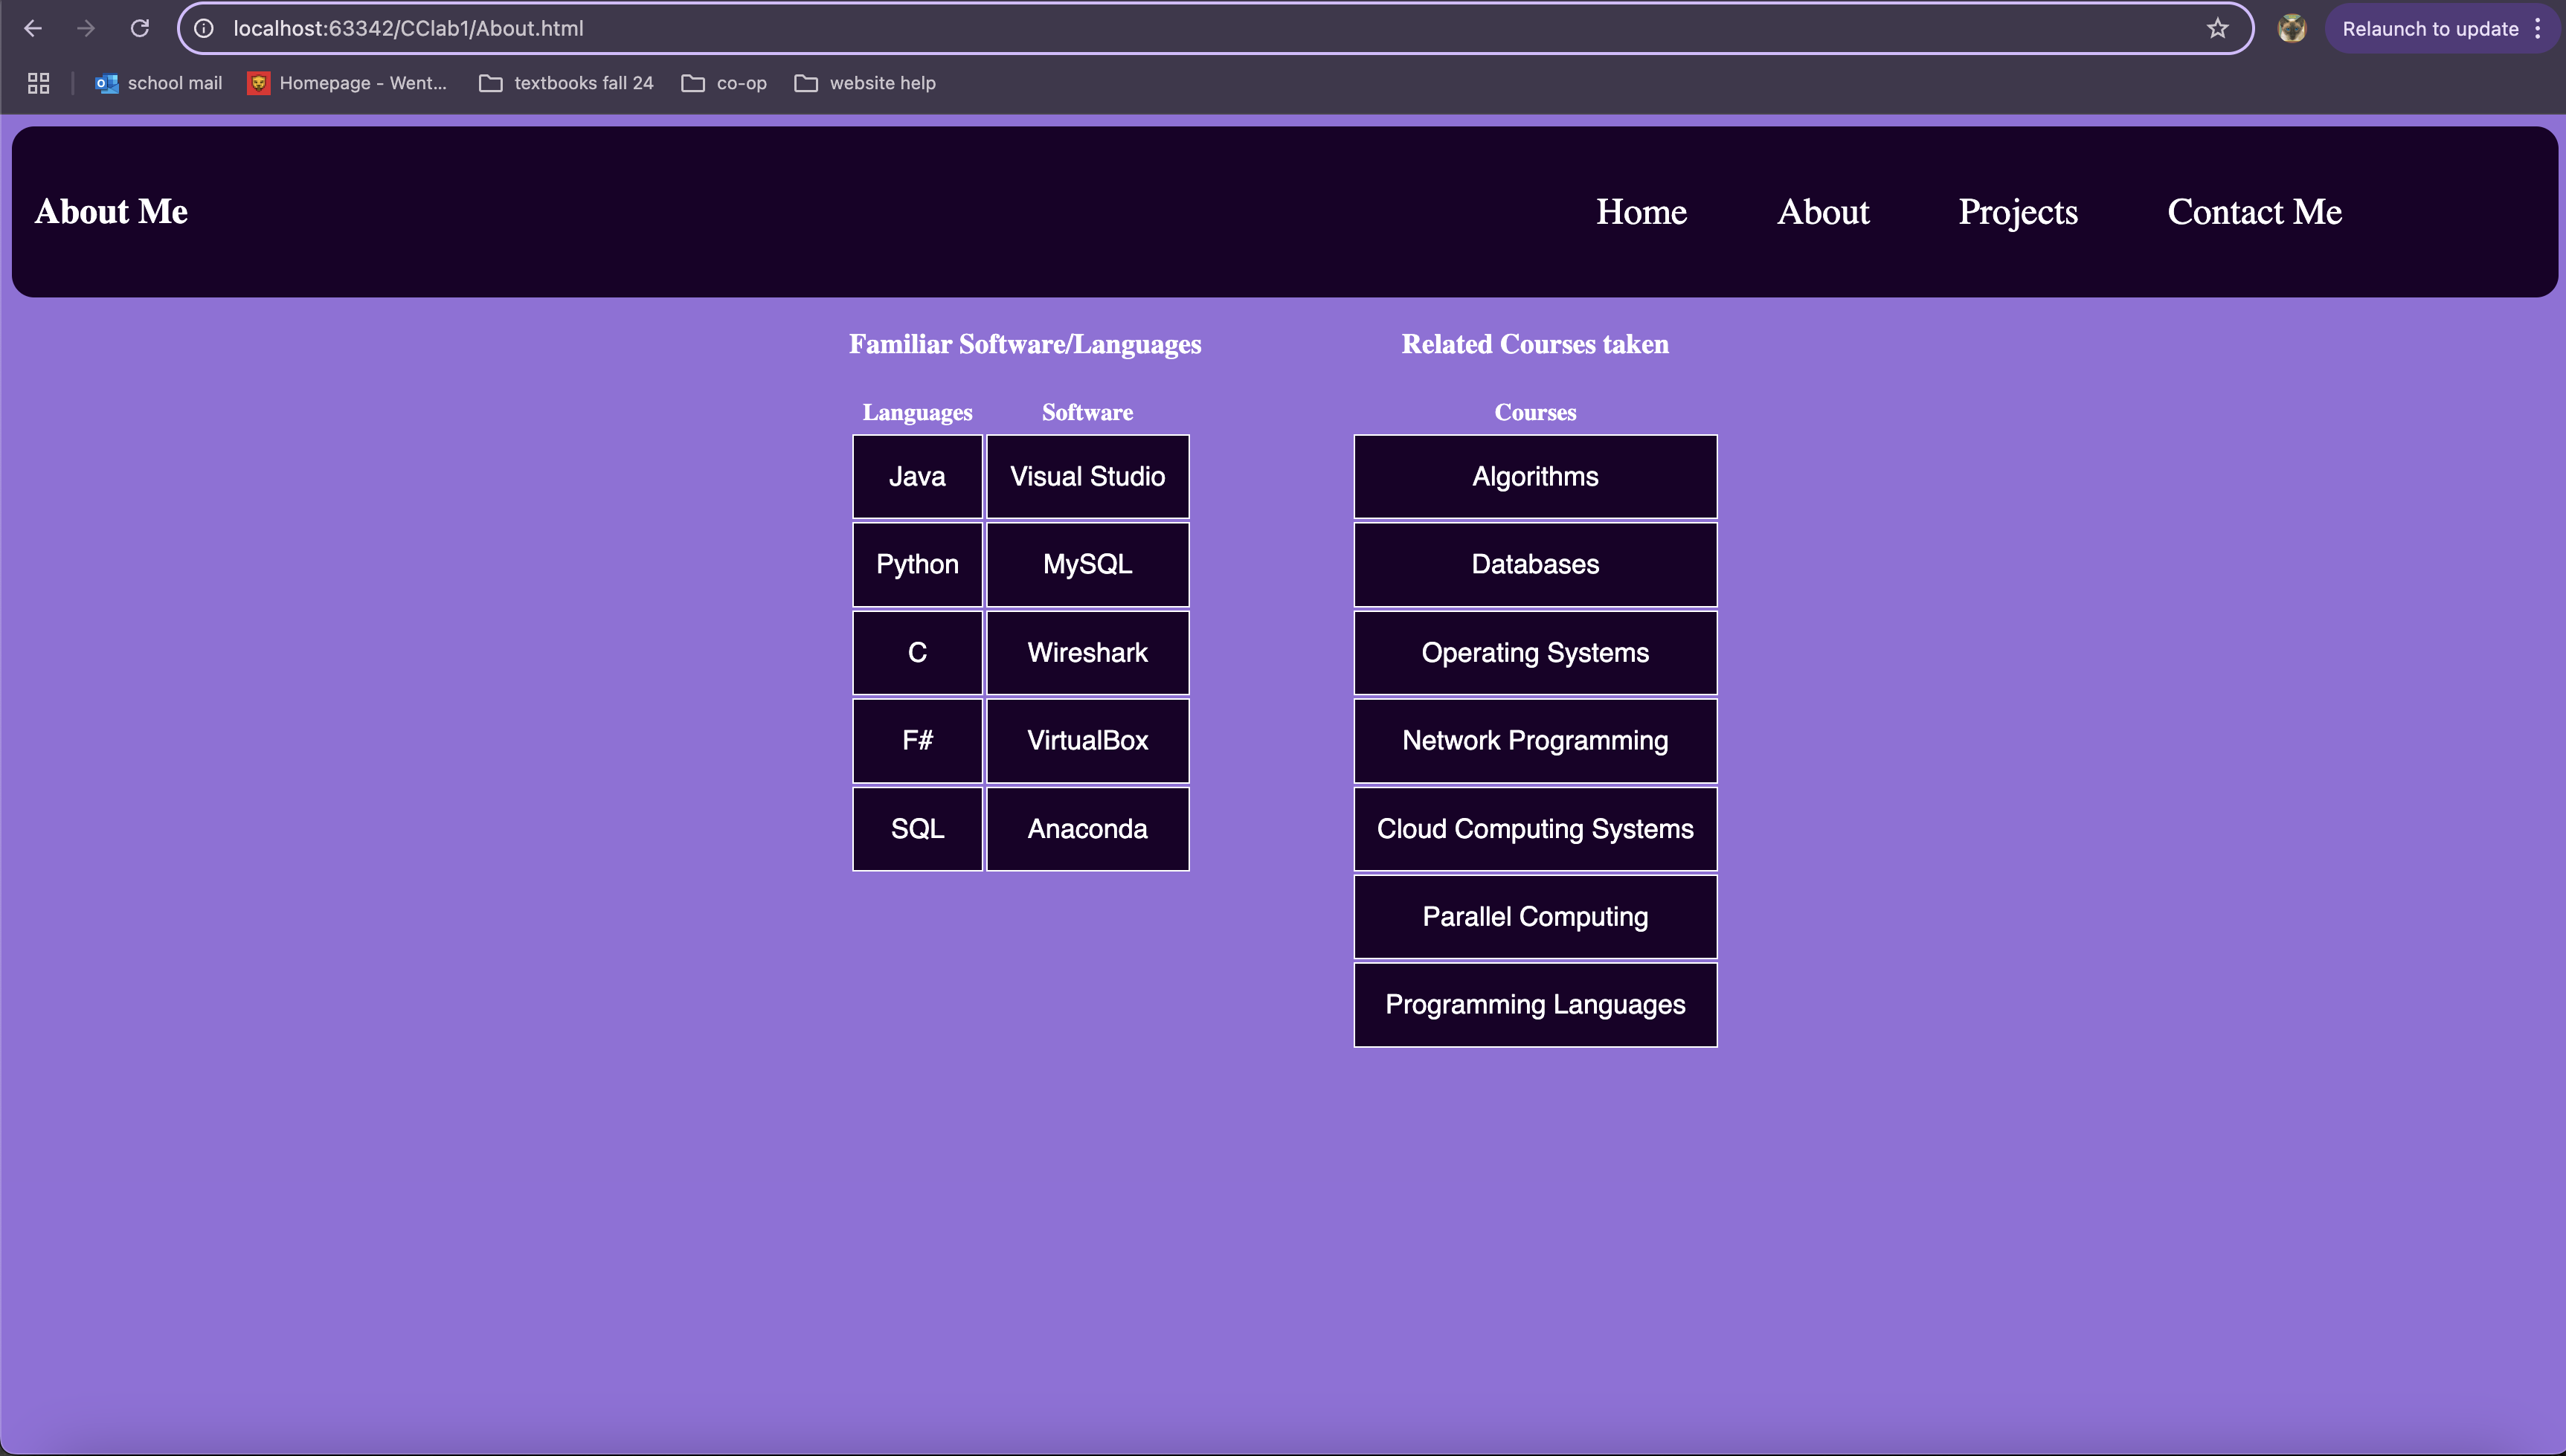 localhost:63342/CClab1/About.html
Relaunch to update
school mail
Homepage - Went...
textbooks fall 24
co-op
website help
About Me
Home
About
Projects
Contact Me
Familiar Software/Languages
Languages Software
Java Visual Studio
Python MySQL
C Wireshark
F# VirtualBox
SQL Anaconda
Related Courses taken
Courses
Algorithms
Databases
Operating Systems
Network Programming
Cloud Computing Systems
Parallel Computing
Programming Languages